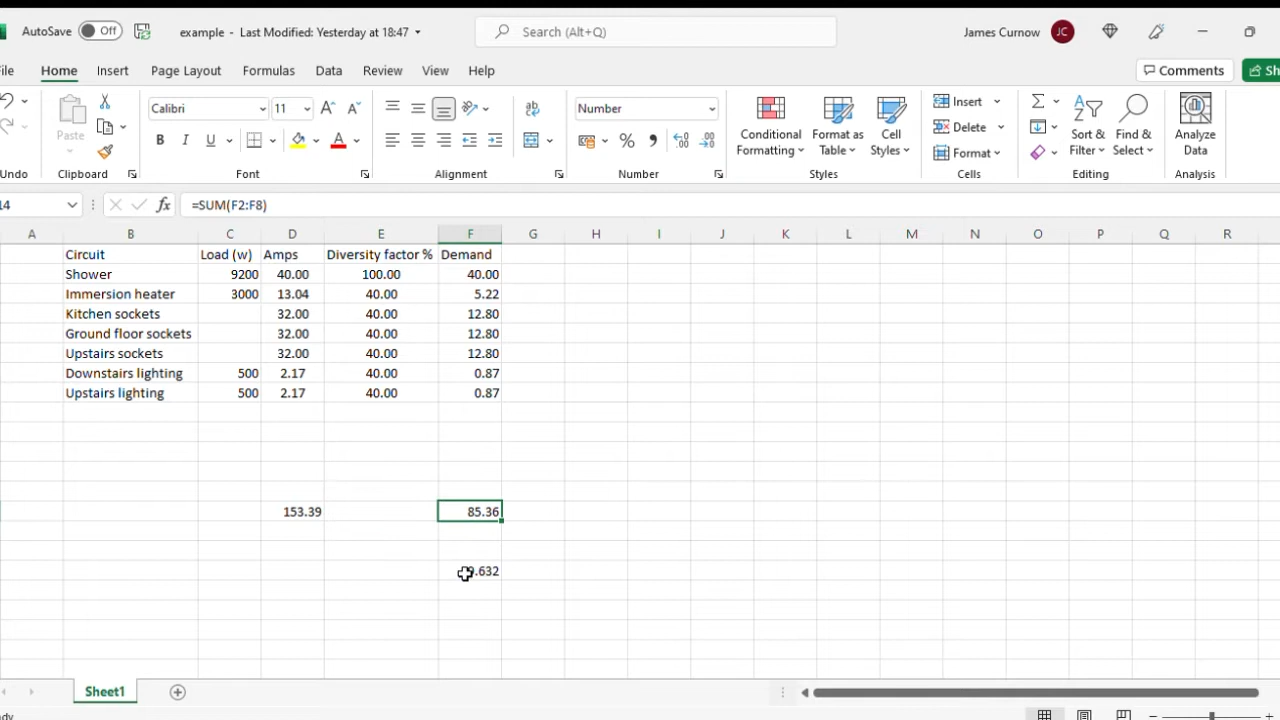 AutoSave Off example - Last Modified: Yesterday at 18:47 Search (Alt+Q) James Curnow JC
Home Insert Page Layout Formulas Data Review View Help Comments
Calibri 11 Number Insert
Paste B I U A % Conditional Formatting Format as Table Cell Styles Delete Format Sort & Filter Find & Select Analyze Data
Undo Clipboard Font Alignment Number Styles Cells Editing Analysis
fx =SUM(F2:F8)
A B C D E F G H I J K L M N O P Q R
Circuit Load (w) Amps Diversity factor % Demand
Shower 9200 40.00 100.00 40.00
Immersion heater 3000 13.04 40.00 5.22
Kitchen sockets 32.00 40.00 12.80
Ground floor sockets 32.00 40.00 12.80
Upstairs sockets 32.00 40.00 12.80
Downstairs lighting 500 2.17 40.00 0.87
Upstairs lighting 500 2.17 40.00 0.87
153.39 85.36
Sheet1